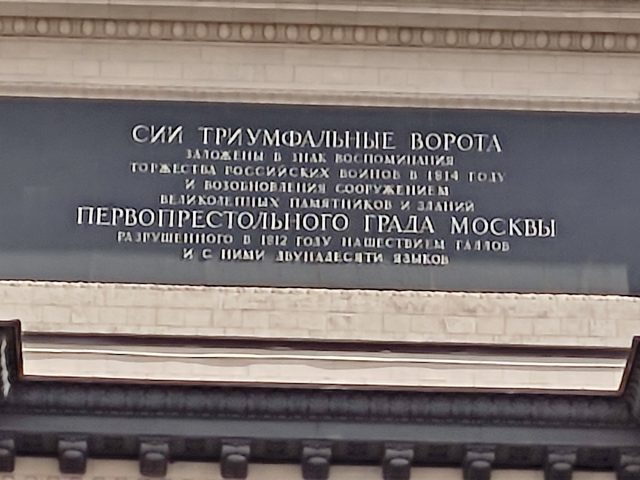 СИИ ТРИУМФАЛЬНЫЕ ВОРОТА
ЗАЛОЖЕНЫ В ЗНАК ВОСПОМИНАНИЯ
ТОРЖЕСТВА РОССИЙСКИХ ВОИНОВ В 1814 ГОДУ
И ВОЗОБНОВЛЕНИЯ СООРУЖЕНИЕМ
ВЕЛИКОЛЕПНЫХ ПАМЯТНИКОВ И ЗДАНИЙ
ПЕРВОПРЕСТОЛЬНОГО ГРАДА МОСКВЫ
РАЗРУШЕННОГО В 1812 ГОДУ НАШЕСТВИЕМ ГАЛЛОВ
И С НИМИ ДВУНАДЕСЯТИ ЯЗЫКОВ